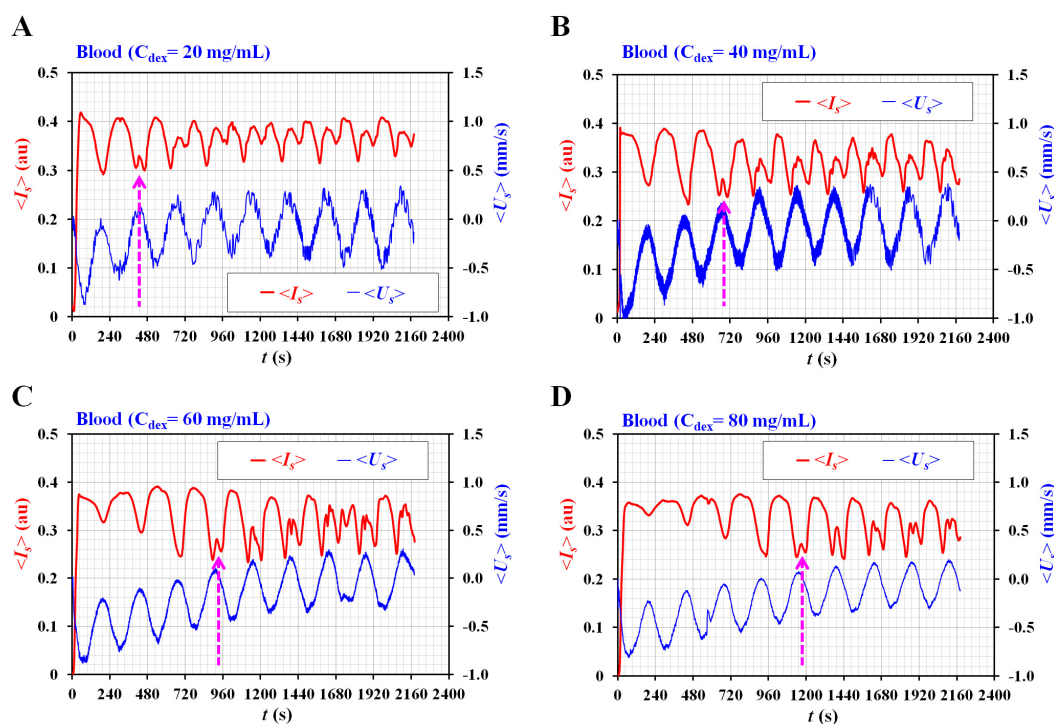 A
Blood (Cdex= 20 mg/mL)
<Is> (au)
0.5
0.4
0.3
0.2
0.1
0
1.5
1.0
0.5
0.0
-0.5
-1.0
<Us> (mm/s)
<Is> <Us>
0 240 480 720 960 1200 1440 1680 1920 2160 2400
t (s)
B
Blood (Cdex= 40 mg/mL)
<Is> (au)
0.5
0.4
0.3
0.2
0.1
0
1.5
1.0
0.5
0.0
-0.5
-1.0
<Us> (mm/s)
<Is> <Us>
0 240 480 720 960 1200 1440 1680 1920 2160 2400
t (s)
C
Blood (Cdex= 60 mg/mL)
<Is> (au)
0.5
0.4
0.3
0.2
0.1
0
1.5
1.0
0.5
0.0
-0.5
-1.0
<Us> (mm/s)
<Is> <Us>
0 240 480 720 960 1200 1440 1680 1920 2160 2400
t (s)
D
Blood (Cdex= 80 mg/mL)
<Is> (au)
0.5
0.4
0.3
0.2
0.1
0
1.5
1.0
0.5
0.0
-0.5
-1.0
<Us> (mm/s)
<Is> <Us>
0 240 480 720 960 1200 1440 1680 1920 2160 2400
t (s)